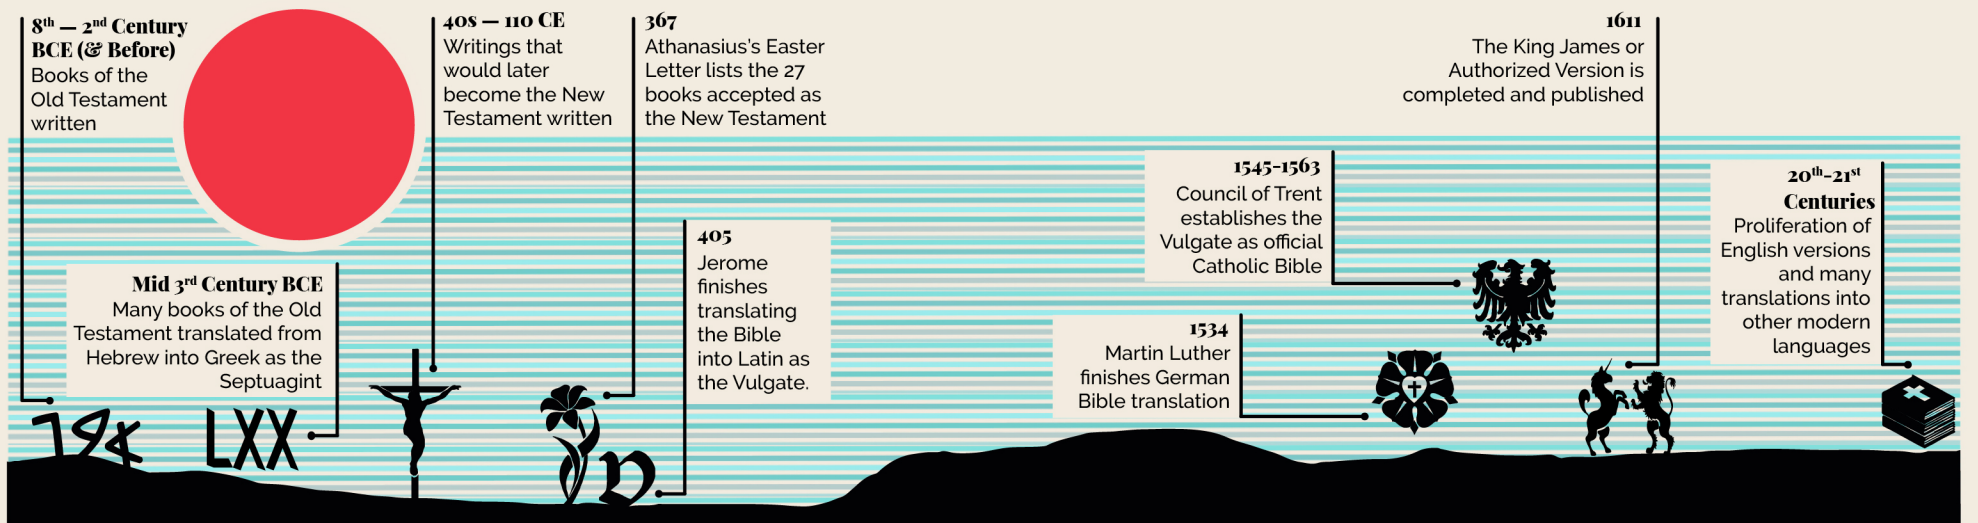 8th — 2nd Century
BCE (& Before)
Books of the
Old Testament
written
Mid 3rd Century BCE
Many books of the Old
Testament translated from
Hebrew into Greek as the
Septuagint
LXX
40s — 110 CE
Writings that
would later
become the New
Testament written
367
Athanasius's Easter
Letter lists the 27
books accepted as
the New Testament
405
Jerome
finishes
translating
the Bible
into Latin as
the Vulgate.
1534
Martin Luther
finishes German
Bible translation
1545-1563
Council of Trent
establishes the
Vulgate as official
Catholic Bible
1611
The King James or
Authorized Version is
completed and published
20th-21st
Centuries
Proliferation of
English versions
and many
translations into
other modern
languages